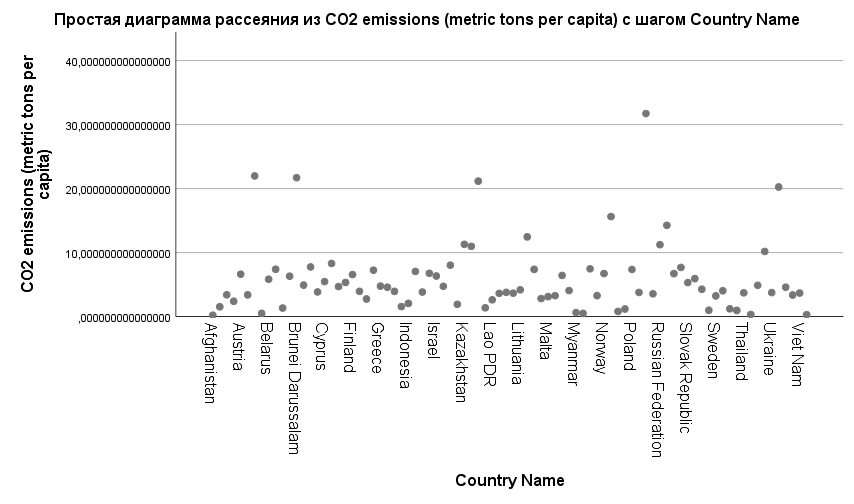 Простая диаграмма рассеяния из CO2 emissions (metric tons per capita) с шагом Country Name
CO2 emissions (metric tons per
capita)
40,000000000000000
30,000000000000000
20,000000000000000
10,000000000000000
,000000000000000
Afghanistan
Austria
Belarus
Brunei Darussalam
Cyprus
Finland
Greece
Indonesia
Israel
Kazakhstan
Lao PDR
Lithuania
Malta
Myanmar
Norway
Poland
Russian Federation
Slovak Republic
Sweden
Thailand
Ukraine
Viet Nam
Country Name